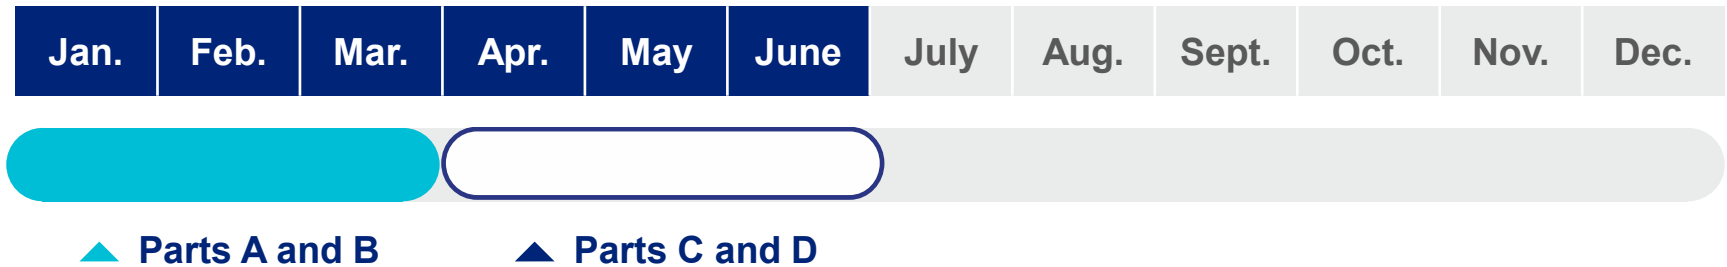 Jan. Feb. Mar. Apr. May June July Aug. Sept. Oct. Nov. Dec.
Parts A and B Parts C and D